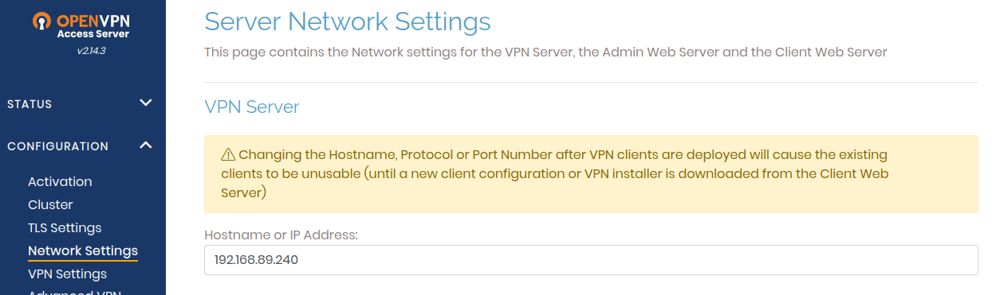 OPENVPN
Access Server
v2.14.3
STATUS
CONFIGURATION
Activation
Cluster
TLS Settings
Network Settings
VPN Settings
Advanced VPN
Server Network Settings
This page contains the Network settings for the VPN Server, the Admin Web Server and the Client Web Server
VPN Server
Changing the Hostname, Protocol or Port Number after VPN clients are deployed will cause the existing
clients to be unusable (until a new client configuration or VPN installer is downloaded from the Client Web
Server)
Hostname or IP Address:
192.168.89.240